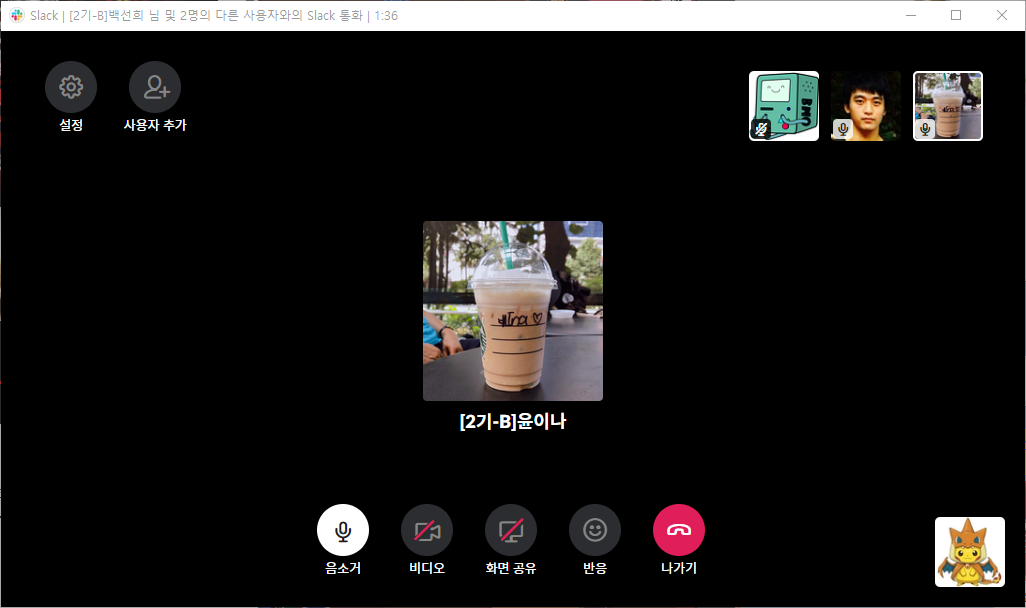 Slack | [2기-B]백선희 님 및 2명의 다른 사용자와의 Slack 통화 | 1:36
설정
사용자 추가
BMO
[2기-B]윤이나
음소거
비디오
화면 공유
반응
나가기